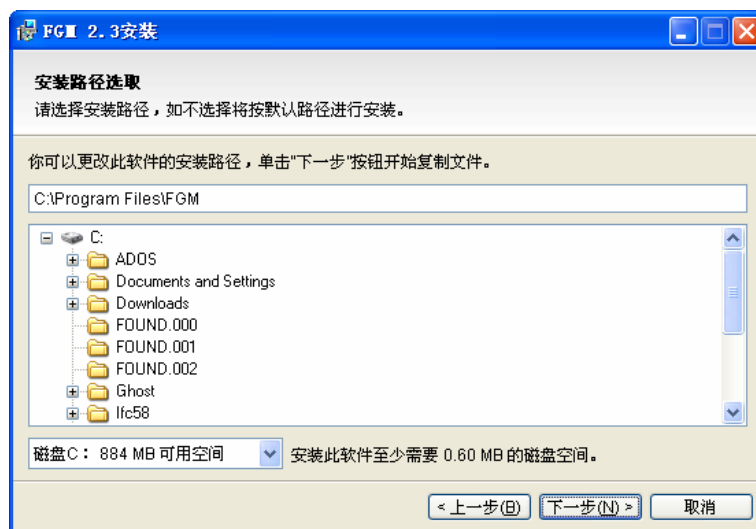 FGM 2.3安装
安装路径选取
请选择安装路径，如不选择将按默认路径进行安装。
你可以更改此软件的安装路径，单击"下一步"按钮开始复制文件。
C:\Program Files\FGM
C:
ADOS
Documents and Settings
Downloads
FOUND.000
FOUND.001
FOUND.002
Ghost
lfc58
磁盘C： 884 MB 可用空间 安装此软件至少需要 0.60 MB 的磁盘空间。
< 上一步(B) 下一步(N) > 取消